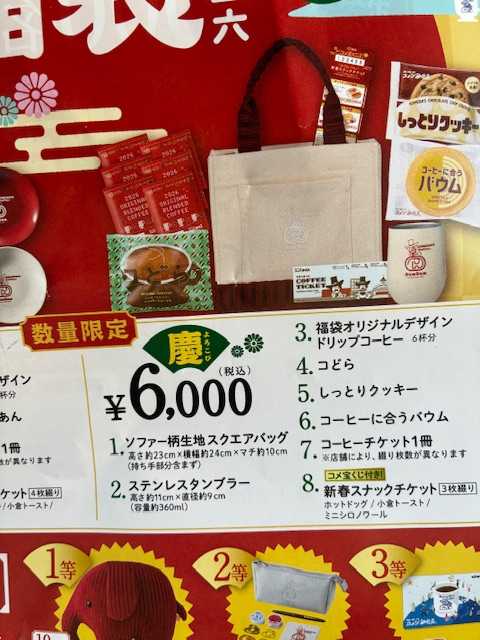 袋
六
2026
ORIGINAL
BLENDED
COFFEE
しっとりクッキー
コーヒーに合う
バウム
COFFEE
TICKET
数量限定
慶
よろこび
¥6,000
(税込)
1. ソファー柄生地 スクエアバッグ
高さ約23cm×横幅約24cm×マチ約10cm
(持ち手部分含まず)
2. ステンレスタンブラー
高さ約11cm×直径約9cm
(容量約360ml)
3. 福袋オリジナルデザイン
ドリップコーヒー 6杯分
4. コどら
5. しっとりクッキー
6. コーヒーに合うバウム
7. コーヒーチケット1冊
※店舗により、綴り枚数が異なります
コメ宝くじ付き!
8. 新春スナックチケット 3枚綴り
ホットドッグ / 小倉トースト /
ミニシロノワール
ザイン
杯分
あん
1冊
数が異なります
ケット 4枚綴り
/ 小倉トースト /
1等
2等
3等